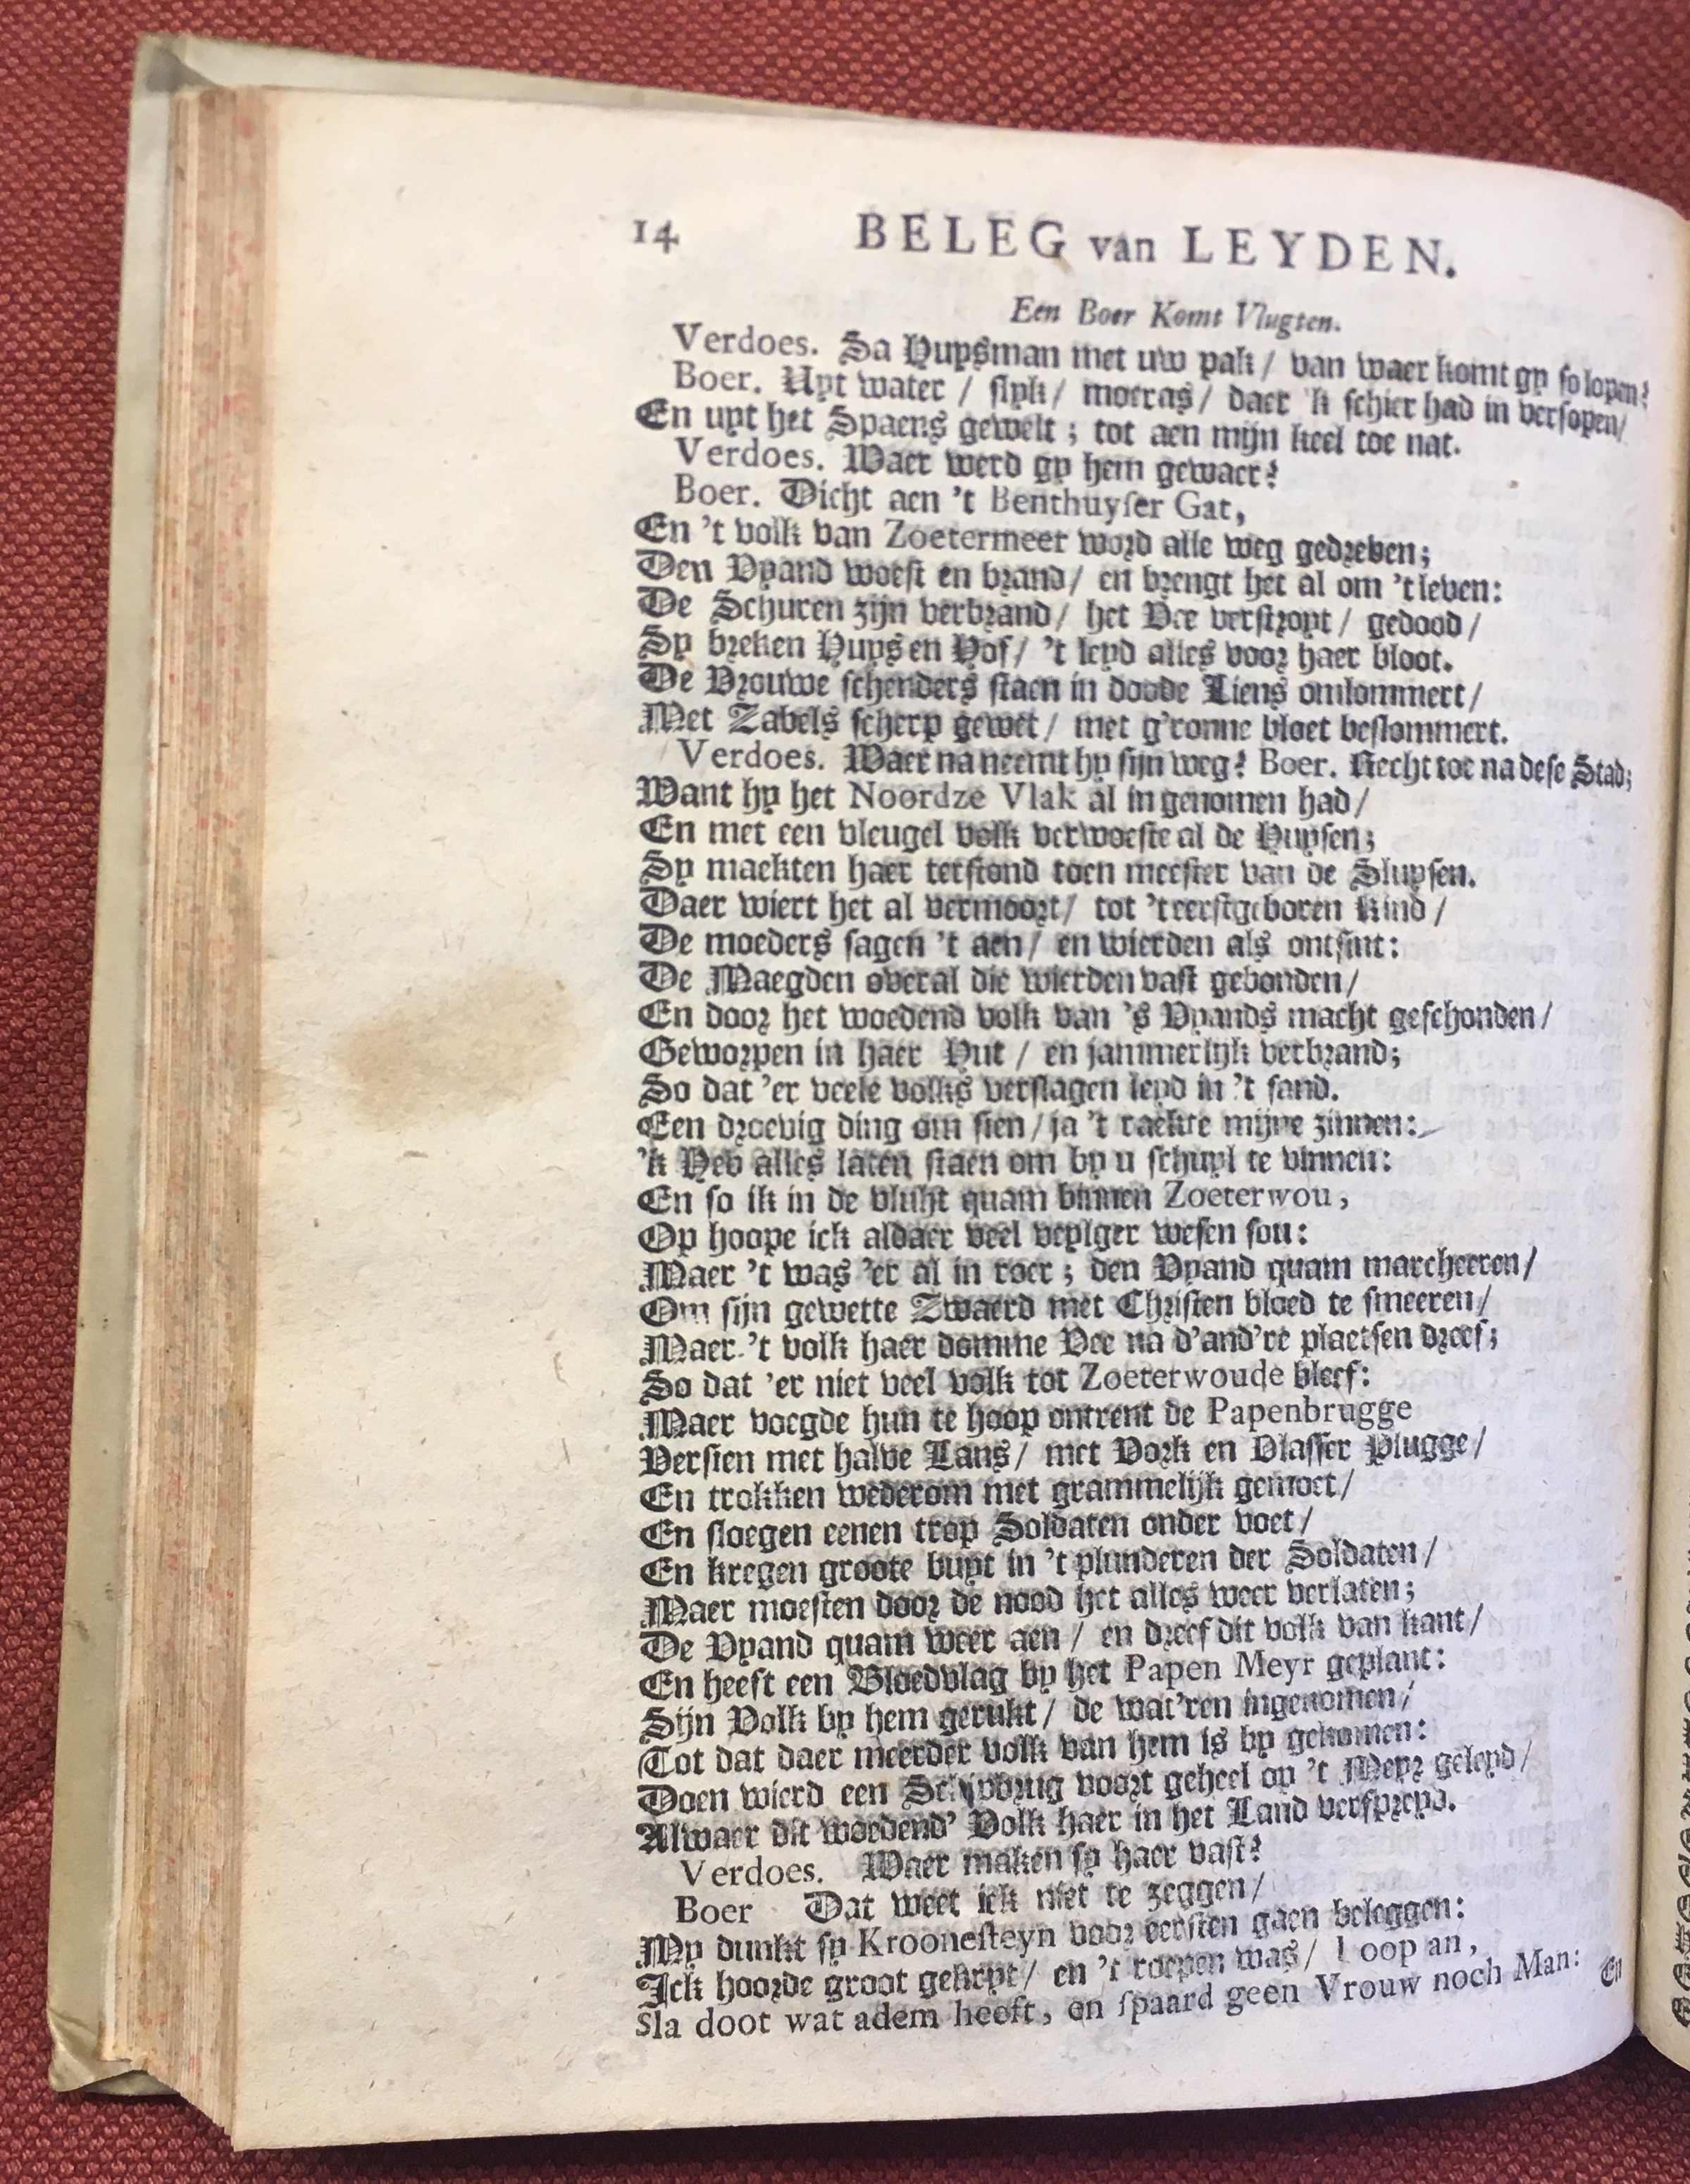 14 BELEG van LEYDEN.
Een Boer Komt Vlugten.
Verdoes. Sa Huysman met uw pak / van waer komt gy so lopen?
Boer. Uyt water / slyk / moeras / daer 'k schier had in versopen /
En uyt het Spaens gewelt ; tot aen mijn keel toe nat.
Verdoes. Waer werd gy hem gewaer?
Boer. Dicht aen 't Benthuyser Gat,
En 't volk van Zoetermeer word alle weg gedreven;
Den Vyand woest en brand / en brengt het al om 't leven:
De Schuren zijn verbrand / het Vee verstropt / gedood /
Sy breken Huys en Hof / 't leyd alles voor haer bloot.
De Vrouwe schenders staen in doode Liens omlommert /
Met Zabels scherp gewet / met g'ronne bloet beslommert.
Verdoes. Waer na neemt hy sijn weg? Boer. Recht toe na dese Stad;
Want hy het Noordze Vlak al in genomen had /
En met een vleugel volk verwoeste al de Huysen;
Sy maekten haer terstond toen meester van de Sluysen.
Daer wiert het al vermoort / tot 't eerstgeboren Kind /
De moeders sagen 't aen / en wierden als ontsint:
De Maegden overal die wierden vast gebonden /
En door het woedend volk van 's Vyands macht geschonden /
Geworpen in haer Hut / en jammerlyk verbrand;
So dat 'er veele volks verslagen leyd in 't sand.
Een droevig ding om sien / ja 't raekte mijne zinnen:
'k Heb alles laten staen om by u schuyl te vinnen:
En so ik in de vluht quam binnen Zoeterwou,
Op hoope ick aldaer veel veylger wesen sou:
Maer 't was 'er al in roer ; den Vyand quam marcheeren /
Om sijn gewette Zwaerd met Christen bloed te smeeren /
Maer 't volk haer domme Vee na d'and're plaetsen dreef;
So dat 'er niet veel volk tot Zoeterwoude bleef:
Maer voegde hun te hoop ontrent de Papenbrugge
Versien met halve Lans / met Vork en Vlasser Plugge /
En trokken wederom met grammelijk gemoet /
En sloegen eenen trop Soldaten onder voet /
En kregen groote buyt in 't plunderen der Soldaten /
Maer moesten door de nood het alles weer verlaten;
De Vyand quam weer aen / en dreef dit volk van kant /
En heeft een Bloedvlag by het Papen Meyr geplant:
Sijn Volk by hem gerukt / de wat'ren ingenomen /
Tot dat daer meerder volk van hem is by gekomen:
Doen wierd een Schipbrug voort geheel op 't Meyr geleyd /
Alwaer dit woedend' Volk haer in het Land verspreyd.
Verdoes. Waer maken sy haer vast?
Boer Dat weet ick niet te zeggen /
My dunkt sy Kroonesteyn voor eersten gaen beleggen:
Ick hoorde groot gekryt / en 't roepen was / Loop an,
Sla doot wat adem heeft, en spaard geen Vrouw noch Man:
En